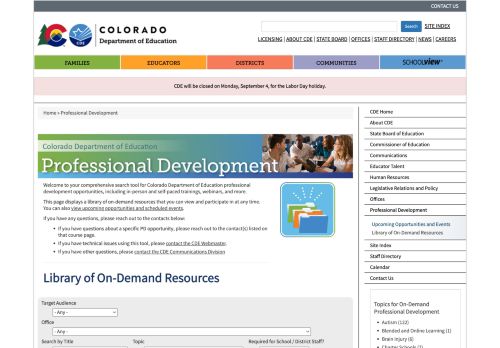 CONTACT US
COLORADO
Department of Education
CDE
Search
SITE INDEX
LICENSING | ABOUT CDE | STATE BOARD | OFFICES | STAFF DIRECTORY | NEWS | CAREERS
FAMILIES
EDUCATORS
DISTRICTS
COMMUNITIES
SCHOOLVIEW
CDE will be closed on Monday, September 4, for the Labor Day holiday.
Home > Professional Development
Colorado Department of Education
Professional Development
Welcome to your comprehensive search tool for Colorado Department of Education professional
development opportunities, including in-person and self-paced trainings, webinars, and more.
This page displays a library of on-demand resources that you can view and participate in at any time.
You can also view upcoming opportunities and scheduled events.
If you have any questions, please reach out to the contacts below:
• If you have questions about a specific PD opportunity, please reach out to the contact(s) listed on
that course page.
• If you have technical issues using this tool, please contact the CDE Webmaster.
• If you have other questions, please contact the CDE Communications Division
Library of On-Demand Resources
Target Audience
- Any -
Office
- Any -
Search by Title
Topic
Required for School / District Staff?
CDE Home
About CDE
State Board of Education
Commissioner of Education
Communications
Educator Talent
Human Resources
Legislative Relations and Policy
Offices
Professional Development
Upcoming Opportunities and Events
Library of On-Demand Resources
Site Index
Staff Directory
Calendar
Contact Us
Topics for On-Demand
Professional Development
• Autism (132)
• Blended and Online Learning (1)
• Brain Injury (6)
• Charter Schools (2)